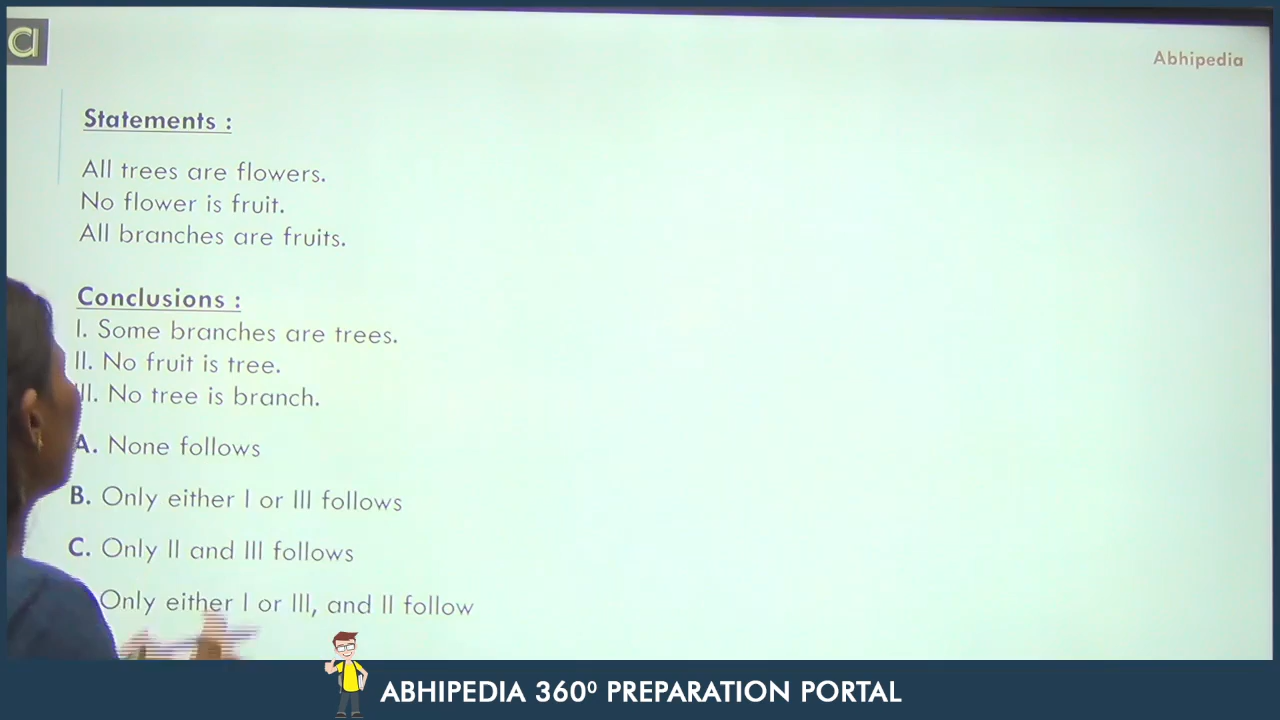 a
Abhipedia
Statements :
All trees are flowers.
No flower is fruit.
All branches are fruits.
Conclusions :
I. Some branches are trees.
II. No fruit is tree.
III. No tree is branch.
A. None follows
B. Only either I or III follows
C. Only II and III follows
Only either I or III, and II follow
ABHIPEDIA 360⁰ PREPARATION PORTAL